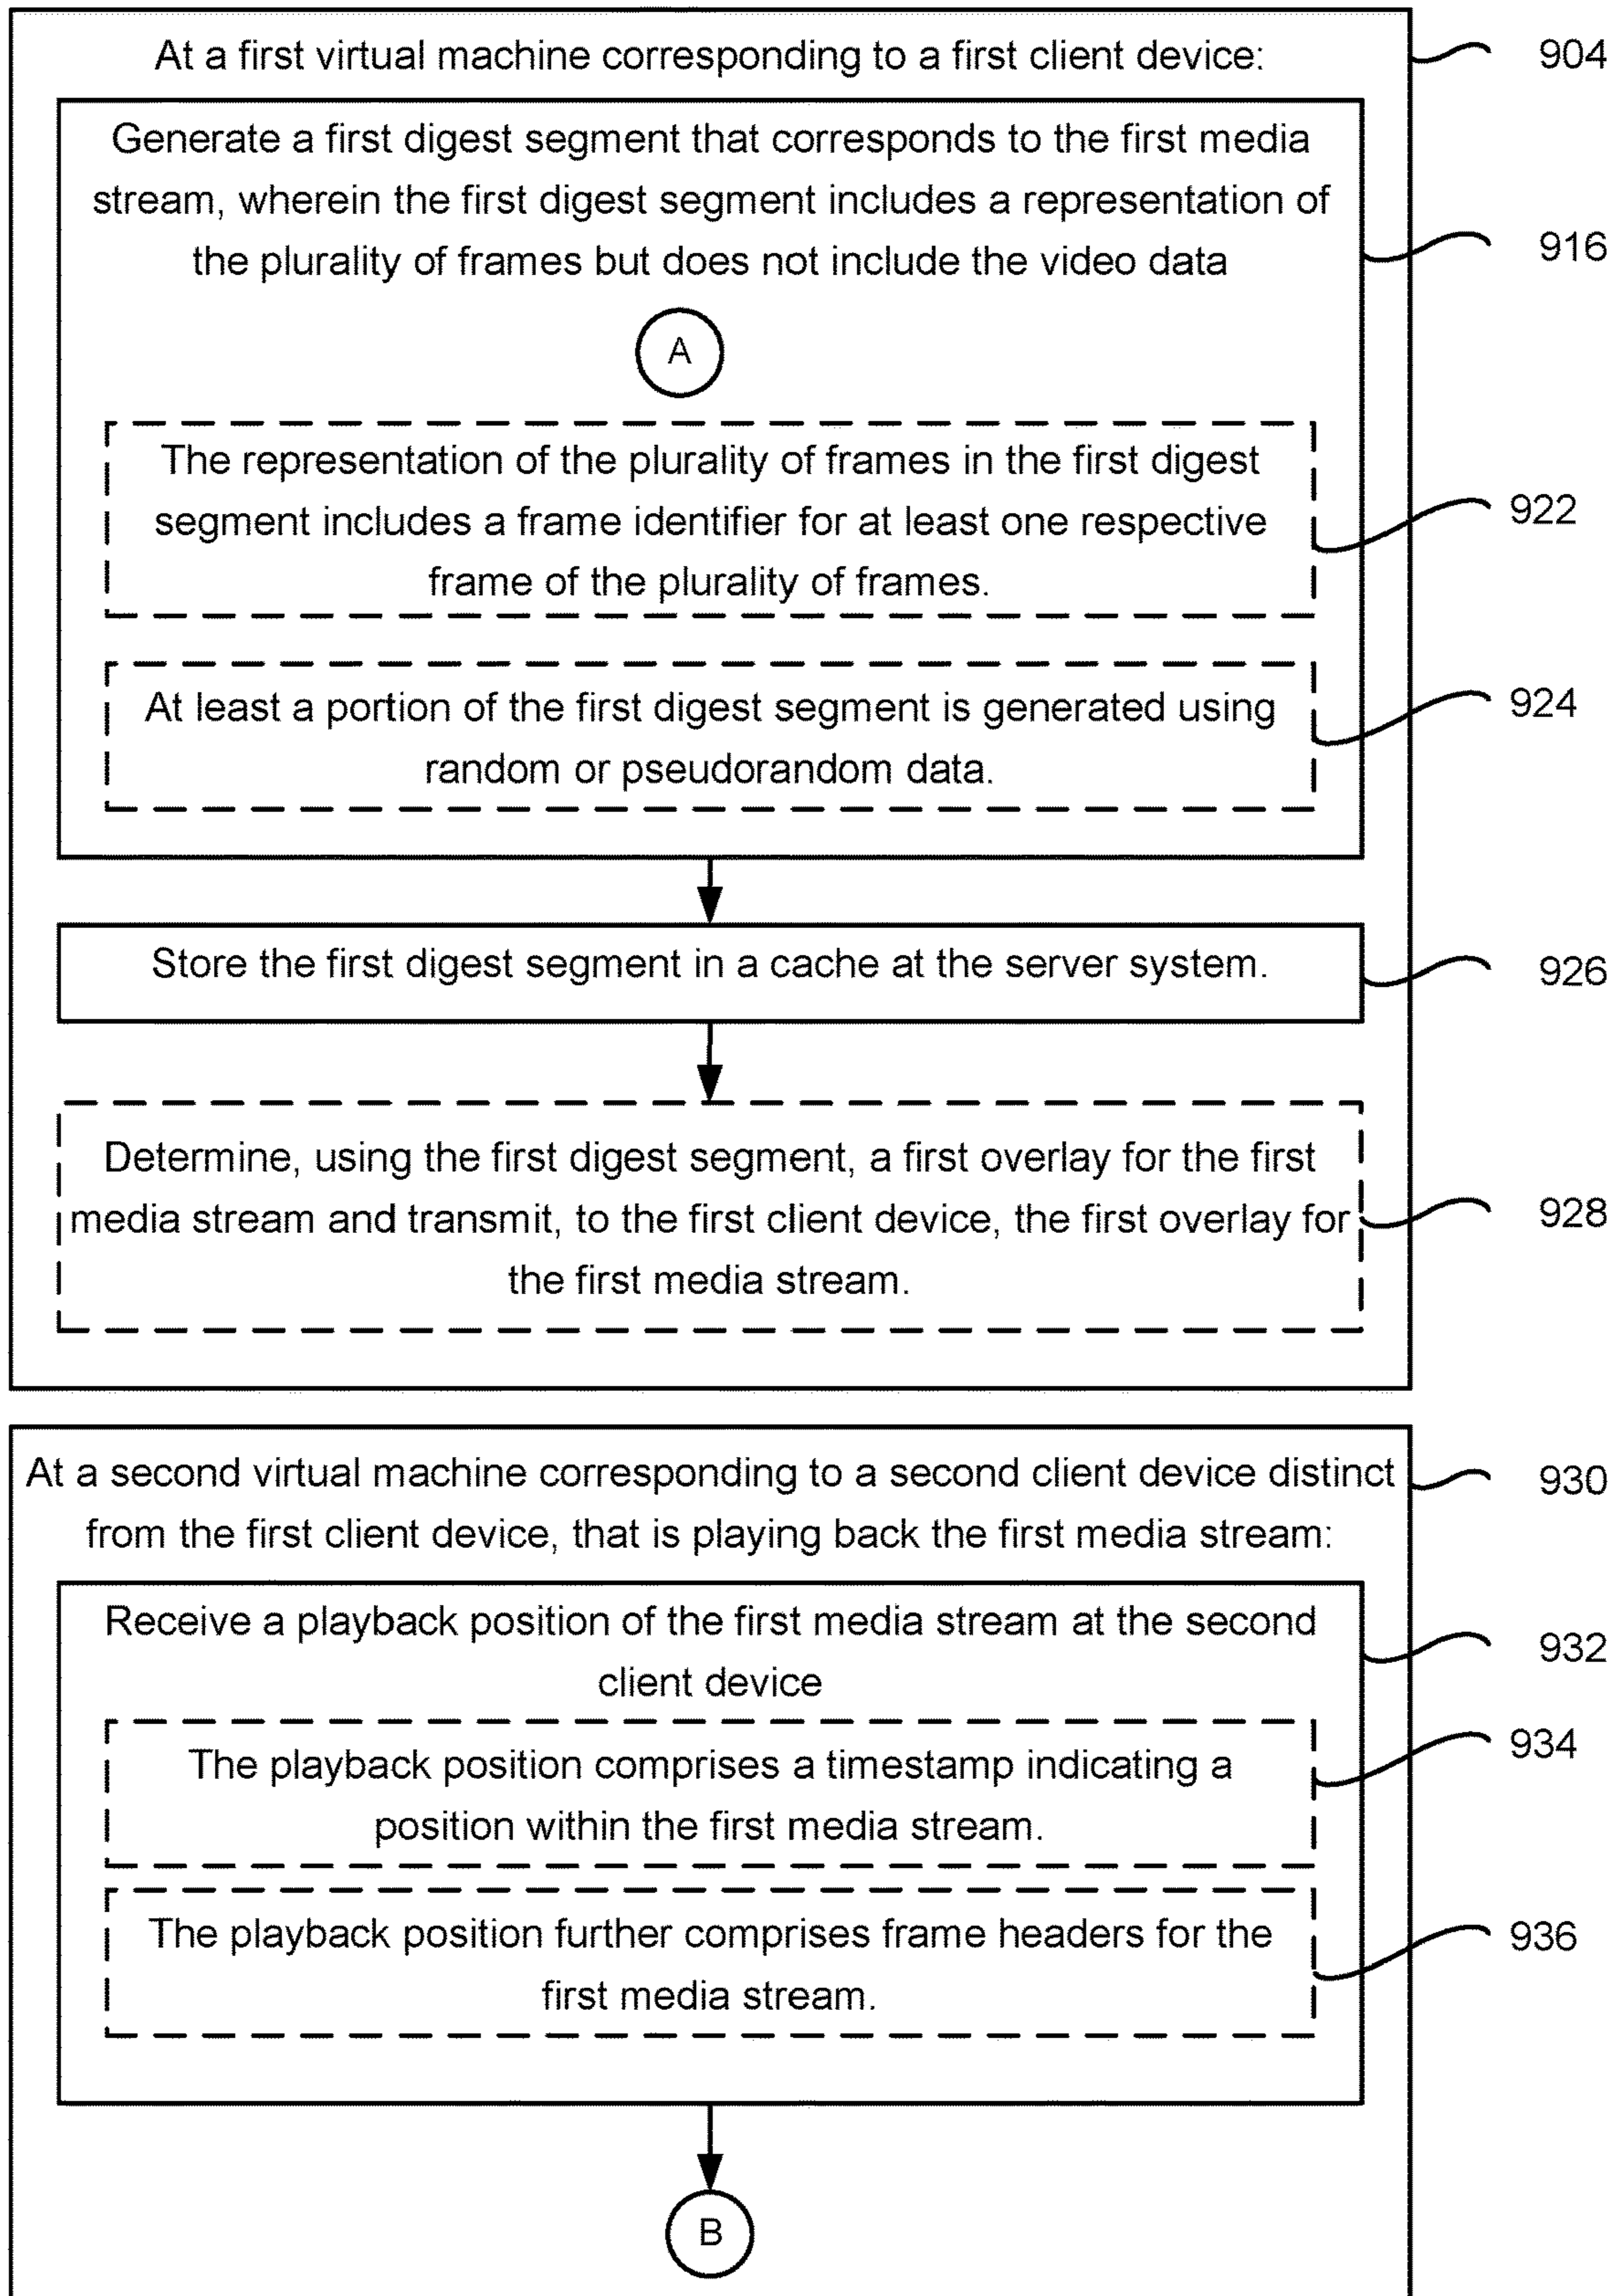 At a first virtual machine corresponding to a first client device:
904
Generate a first digest segment that corresponds to the first media
stream, wherein the first digest segment includes a representation of
the plurality of frames but does not include the video data
916
A
The representation of the plurality of frames in the first digest
segment includes a frame identifier for at least one respective
frame of the plurality of frames.
922
At least a portion of the first digest segment is generated using
random or pseudorandom data.
924
Store the first digest segment in a cache at the server system.
926
Determine, using the first digest segment, a first overlay for the first
media stream and transmit, to the first client device, the first overlay for
the first media stream.
928
At a second virtual machine corresponding to a second client device distinct
from the first client device, that is playing back the first media stream:
930
Receive a playback position of the first media stream at the second
client device
932
The playback position comprises a timestamp indicating a
position within the first media stream.
934
The playback position further comprises frame headers for the
first media stream.
936
B